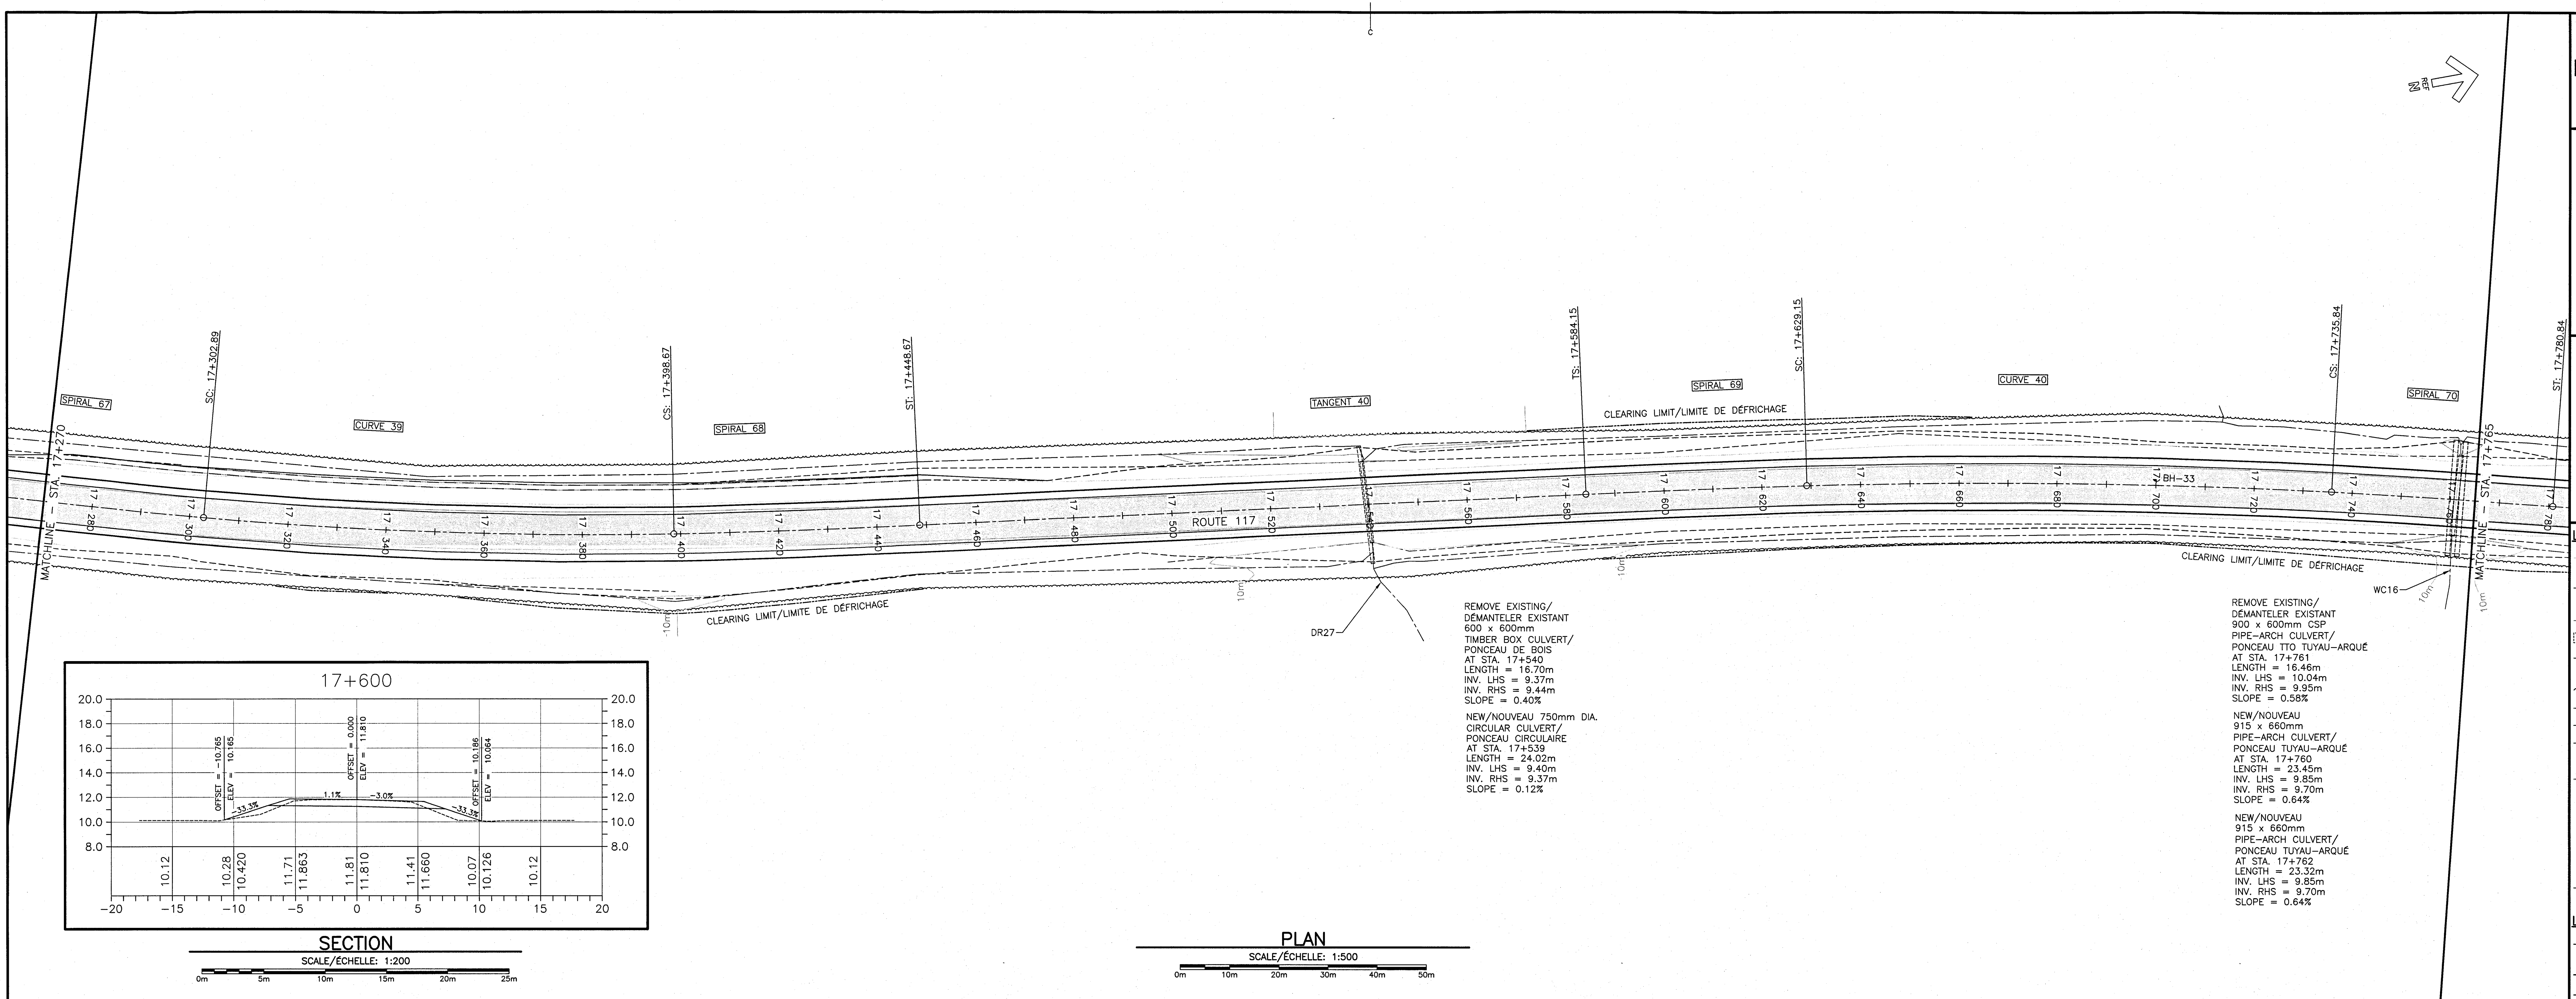 C
REF
N
MATCHLINE - STA. 17+270
SPIRAL 67
SC: 17+302.89
CURVE 39
CS: 17+398.67
SPIRAL 68
ST: 17+448.67
TANGENT 40
TS: 17+584.15
SPIRAL 69
SC: 17+629.15
CURVE 40
CS: 17+735.84
SPIRAL 70
ST: 17+780.84
MATCHLINE - STA. 17+765
CLEARING LIMIT/LIMITE DE DÉFRICHAGE
17 280
17 300
17 320
17 340
17 360
17 380
17 400
17 420
17 440
17 460
17 480
17 500
17 520
17 540
17 560
17 580
17 600
17 620
17 640
17 660
17 680
17 700
17 720
17 740
17 780
ROUTE 117
BH-33
CLEARING LIMIT/LIMITE DE DÉFRICHAGE
CLEARING LIMIT/LIMITE DE DÉFRICHAGE
10m
10m
10m
10m
10m
DR27
WC16
REMOVE EXISTING/
DÉMANTELER EXISTANT
600 x 600mm
TIMBER BOX CULVERT/
PONCEAU DE BOIS
AT STA. 17+540
LENGTH = 16.70m
INV. LHS = 9.37m
INV. RHS = 9.44m
SLOPE = 0.40%
NEW/NOUVEAU 750mm DIA.
CIRCULAR CULVERT/
PONCEAU CIRCULAIRE
AT STA. 17+539
LENGTH = 24.02m
INV. LHS = 9.40m
INV. RHS = 9.37m
SLOPE = 0.12%
REMOVE EXISTING/
DÉMANTELER EXISTANT
900 x 600mm CSP
PIPE-ARCH CULVERT/
PONCEAU TTO TUYAU-ARQUÉ
AT STA. 17+761
LENGTH = 16.46m
INV. LHS = 10.04m
INV. RHS = 9.95m
SLOPE = 0.58%
NEW/NOUVEAU
915 x 660mm
PIPE-ARCH CULVERT/
PONCEAU TUYAU-ARQUÉ
AT STA. 17+760
LENGTH = 23.45m
INV. LHS = 9.85m
INV. RHS = 9.70m
SLOPE = 0.64%
NEW/NOUVEAU
915 x 660mm
PIPE-ARCH CULVERT/
PONCEAU TUYAU-ARQUÉ
AT STA. 17+762
LENGTH = 23.32m
INV. LHS = 9.85m
INV. RHS = 9.70m
SLOPE = 0.64%
17+600
20.0 20.0
18.0 18.0
16.0 16.0
14.0 14.0
12.0 12.0
10.0 10.0
8.0 8.0
OFFSET = -10.765
ELEV = 10.165
OFFSET = 0.000
ELEV = 11.810
OFFSET = 10.186
ELEV = 10.064
-33.3% 1.1% -3.0% -33.3%
10.12
10.28
10.420
11.71
11.863
11.81
11.810
11.41
11.660
10.07
10.126
10.12
-20 -15 -10 -5 0 5 10 15 20
SECTION
SCALE/ÉCHELLE: 1:200
0m 5m 10m 15m 20m 25m
PLAN
SCALE/ÉCHELLE: 1:500
0m 10m 20m 30m 40m 50m